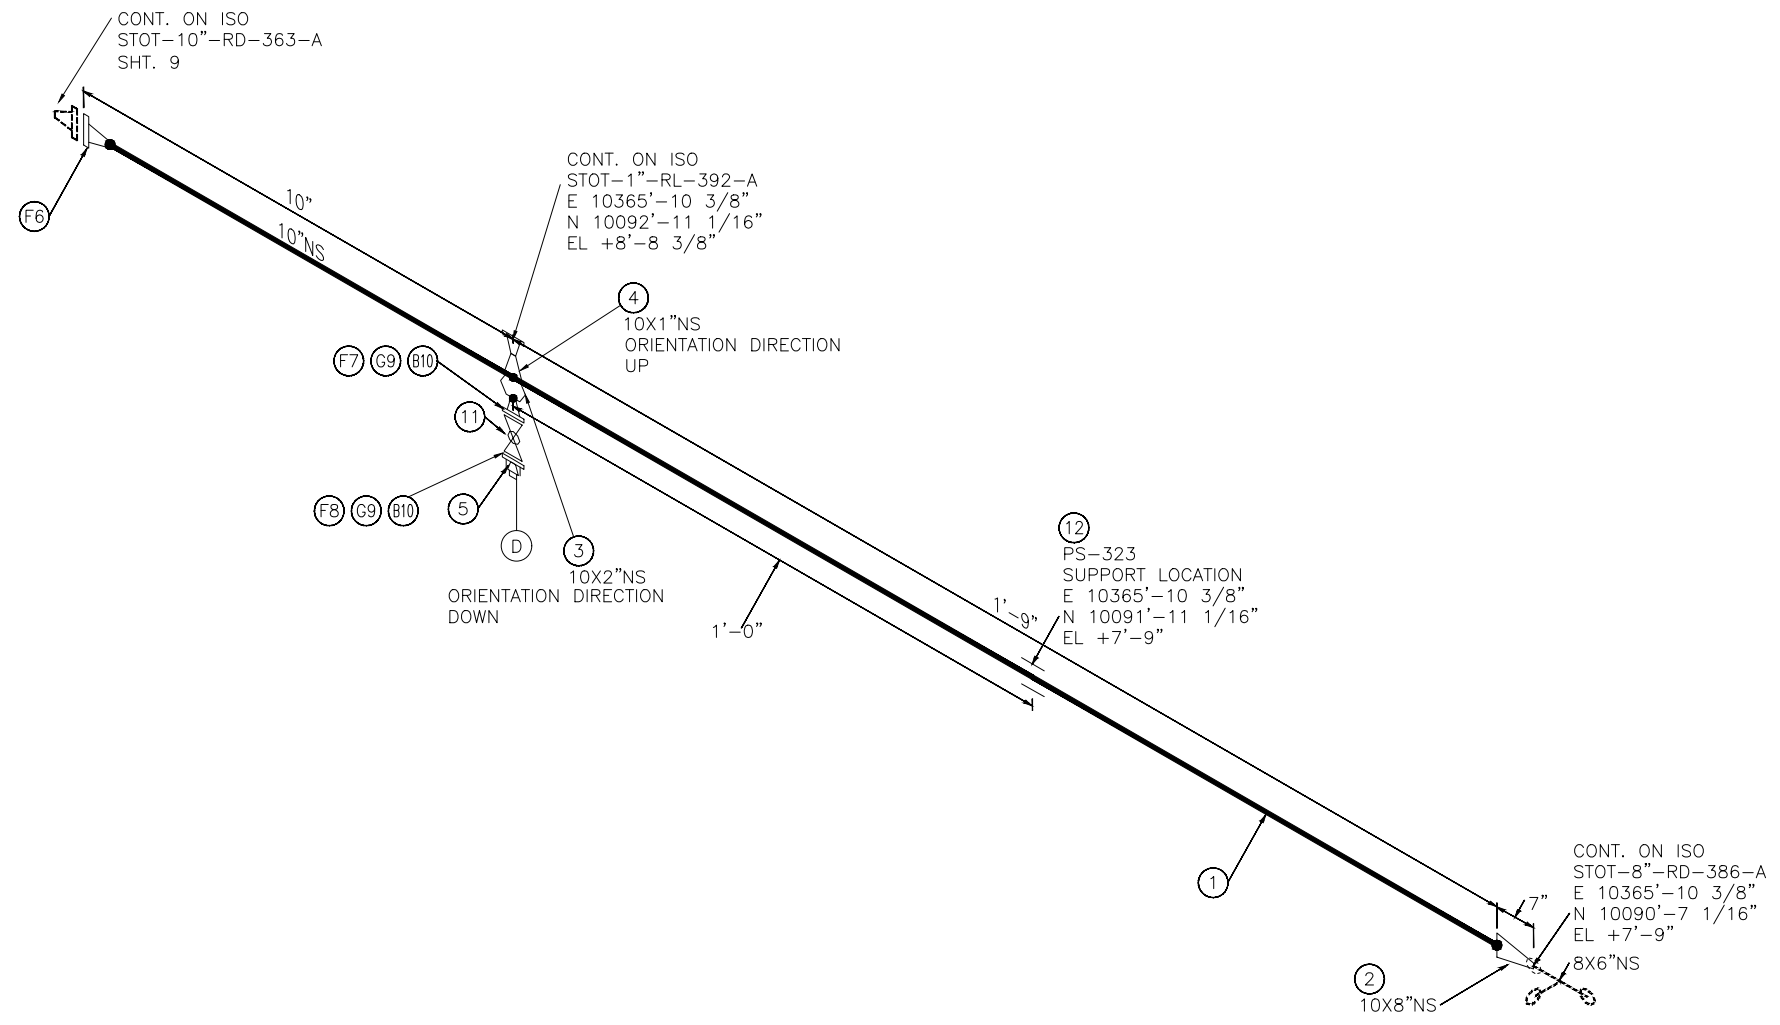 CONT. ON ISO
STOT-10"-RD-363-A
SHT. 9
F6
10"
10"NS
CONT. ON ISO
STOT-1"-RL-392-A
E 10365'-10 3/8"
N 10092'-11 1/16"
EL +8'-8 3/8"
4
10X1"NS
ORIENTATION DIRECTION
UP
F7 G9 B10
11
F8 G9 B10
5
D
3
10X2"NS
ORIENTATION DIRECTION
DOWN
1'-0"
12
PS-323
SUPPORT LOCATION
E 10365'-10 3/8"
N 10091'-11 1/16"
EL +7'-9"
1'-9"
1
CONT. ON ISO
STOT-8"-RD-386-A
E 10365'-10 3/8"
N 10090'-7 1/16"
EL +7'-9"
7"
8X6"NS
2
10X8"NS